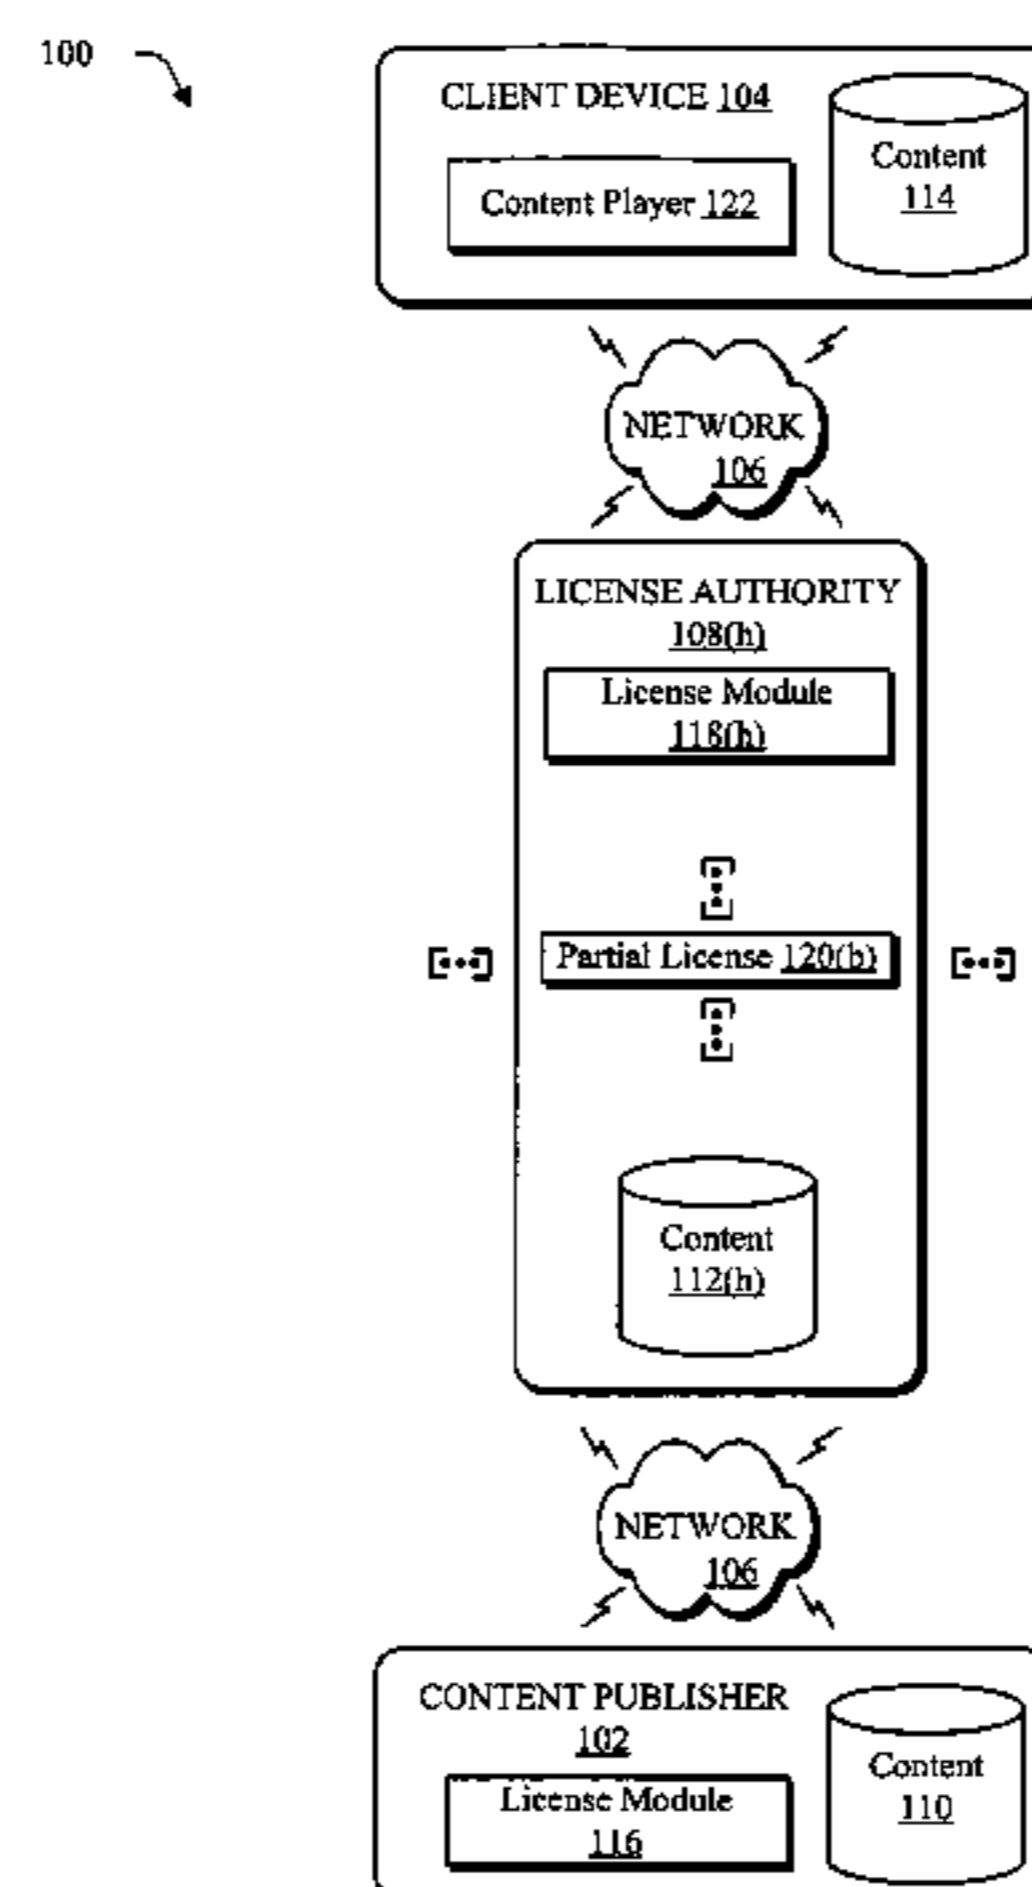 100
CLIENT DEVICE 104
Content Player 122
Content
114
NETWORK
106
LICENSE AUTHORITY
108(h)
License Module
118(h)
Partial License 120(b)
Content
112(h)
NETWORK
106
CONTENT PUBLISHER
102
License Module
116
Content
110